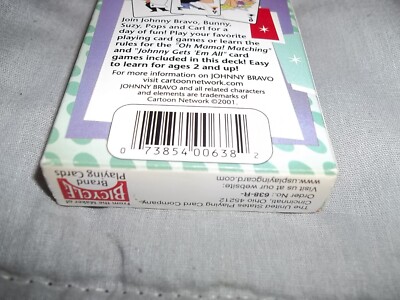 Join Johnny Bravo, Bunny,
Suzy, Pops and Carl for a
day of fun! Play your favorite
playing card games or learn the
rules for the "Oh Moma! Matching"
and "Johnny Gets 'Em All" card
games included in this deck! Easy
to learn for ages 2 and up!
For more information on JOHNNY BRAVO
visit cartoonnetwork.com
JOHNNY BRAVO and all related characters
and elements are trademarks of
Cartoon Network ©2001
0 73854 00638 2
From the Makers of
BICYCLE
Brand
Playing Cards
The United States Playing Card Company
Cincinnati, Ohio 45212
Order No.: 638-R-
Visit us at our website:
www.usplayingcard.com